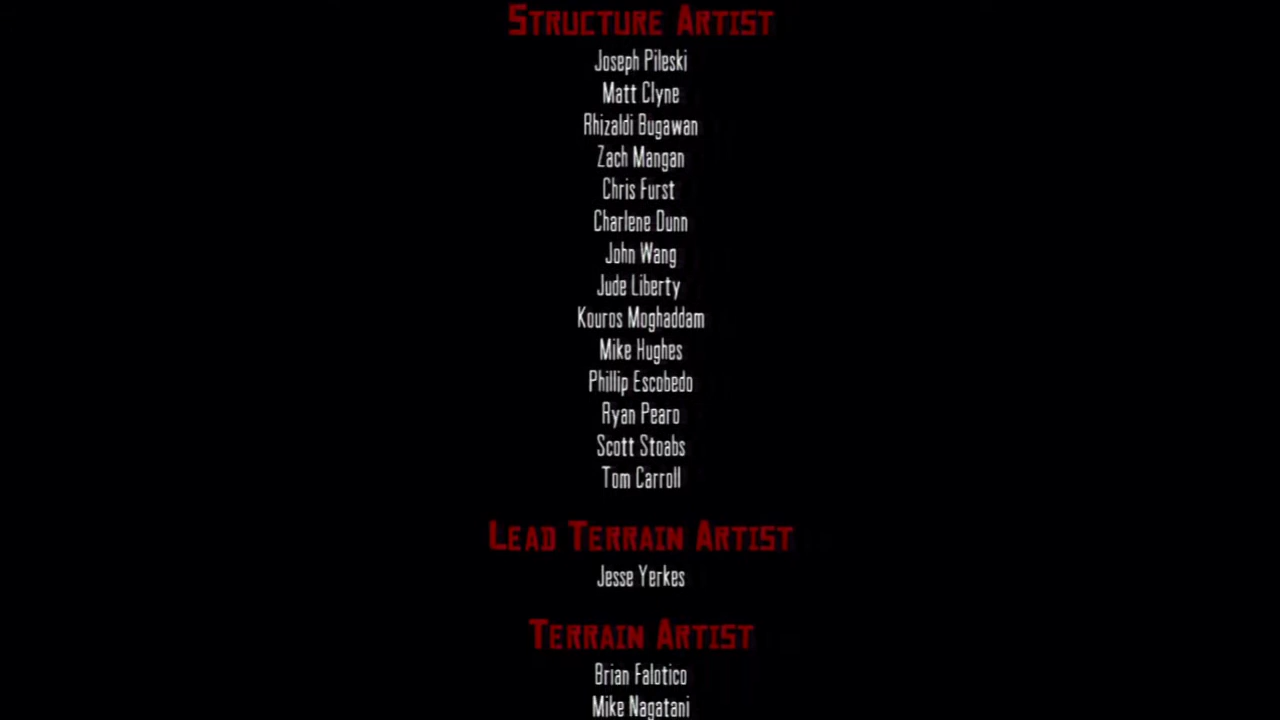 STRUCTURE ARTIST
Joseph Pileski
Matt Clyne
Rhizaldi Bugawan
Zach Mangan
Chris Furst
Charlene Dunn
John Wang
Jude Liberty
Kouros Moghaddam
Mike Hughes
Phillip Escobedo
Ryan Pearo
Scott Stoabs
Tom Carroll
LEAD TERRAIN ARTIST
Jesse Yerkes
TERRAIN ARTIST
Brian Falotico
Mike Nagatani